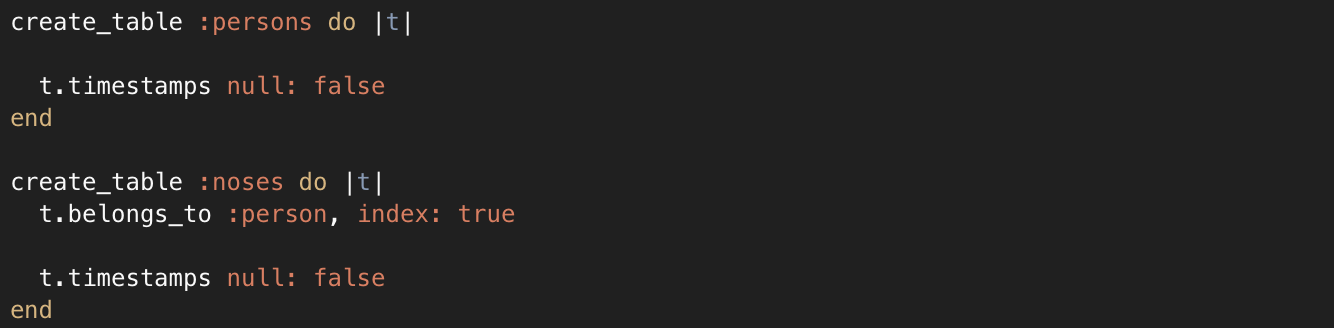 create_table :persons do |t|
  t.timestamps null: false
end
create_table :noses do |t|
  t.belongs_to :person, index: true
  t.timestamps null: false
end